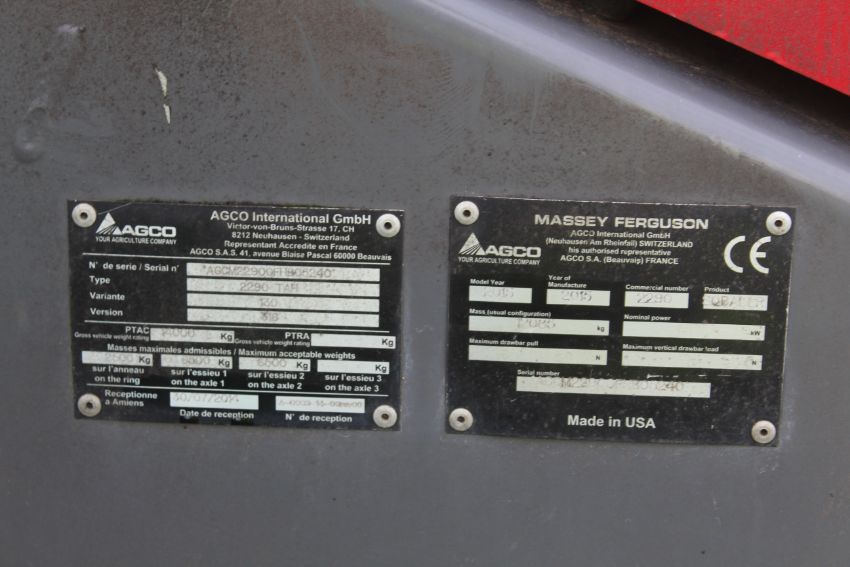 AGCO
YOUR AGRICULTURE COMPANY
AGCO International GmbH
Victor-von-Bruns-Strasse 17, CH
8212 Neuhausen - Switzerland
Representant Accredite en France
AGCO S.A.S. 41, avenue Blaise Pascal 60000 Beauvais
N° de serie / Serial n°
Type 2290 TAR
Variante 130
Version
PTAC Kg PTRA Kg
Gross vehicle weight rating Gross vehicle weight rating
Masses maximales admissibles / Maximum acceptable weights
Kg Kg Kg Kg
sur l'anneau sur l'essieu 1 sur l'essieu 2 sur l'essieu 3
on the ring on the axle 1 on the axle 2 on the axle 3
Receptionne
a Amiens
Date de reception N° de reception
MASSEY FERGUSON
AGCO International GmbH
(Neuhausen Am Rheinfall) SWITZERLAND
his authorised representative
AGCO S.A. (Beauvais) FRANCE
AGCO
YOUR AGRICULTURE COMPANY
CE
Model Year Year of Manufacture Commercial number Product
2015 2015 2290
Mass (usual configuration) kg Nominal power kW
Maximum drawbar pull N Maximum vertical drawbar load N
Serial number
Made in USA